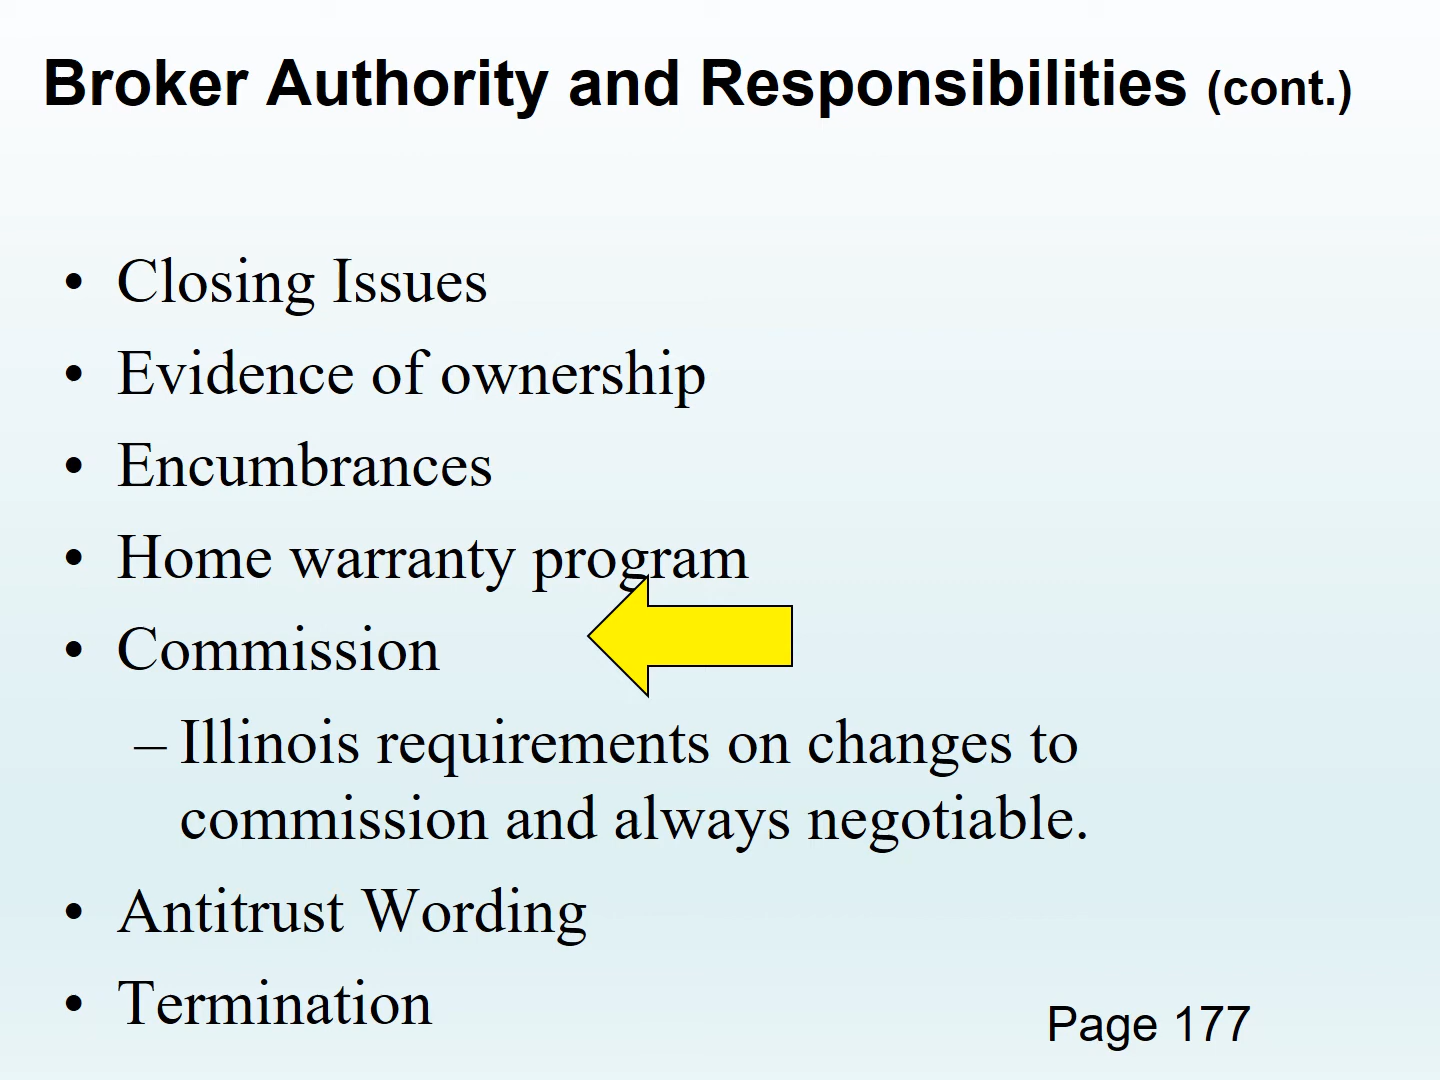 Broker Authority and Responsibilities (cont.)
• Closing Issues
• Evidence of ownership
• Encumbrances
• Home warranty program
• Commission
– Illinois requirements on changes to
commission and always negotiable.
• Antitrust Wording
• Termination
Page 177